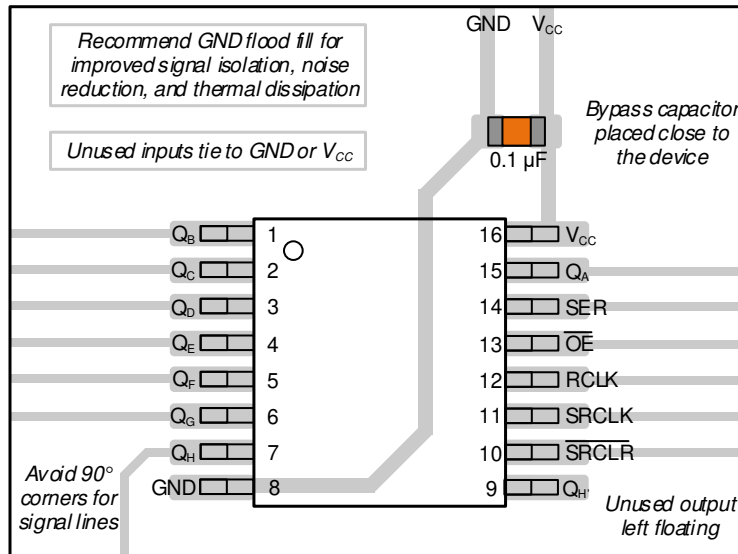 GND VCC
Recommend GND flood fill for
improved signal isolation, noise
reduction, and thermal dissipation
Unused inputs tie to GND or VCC
Bypass capacitor
placed close to
the device
0.1 µF
QB 1 16 VCC
QC 2 15 QA
QD 3 14 SER
QE 4 13 O̅E̅
QF 5 12 RCLK
QG 6 11 SRCLK
QH 7 10 S̅R̅C̅L̅R̅
GND 8 9 QH'
Avoid 90°
corners for
signal lines
Unused output
left floating